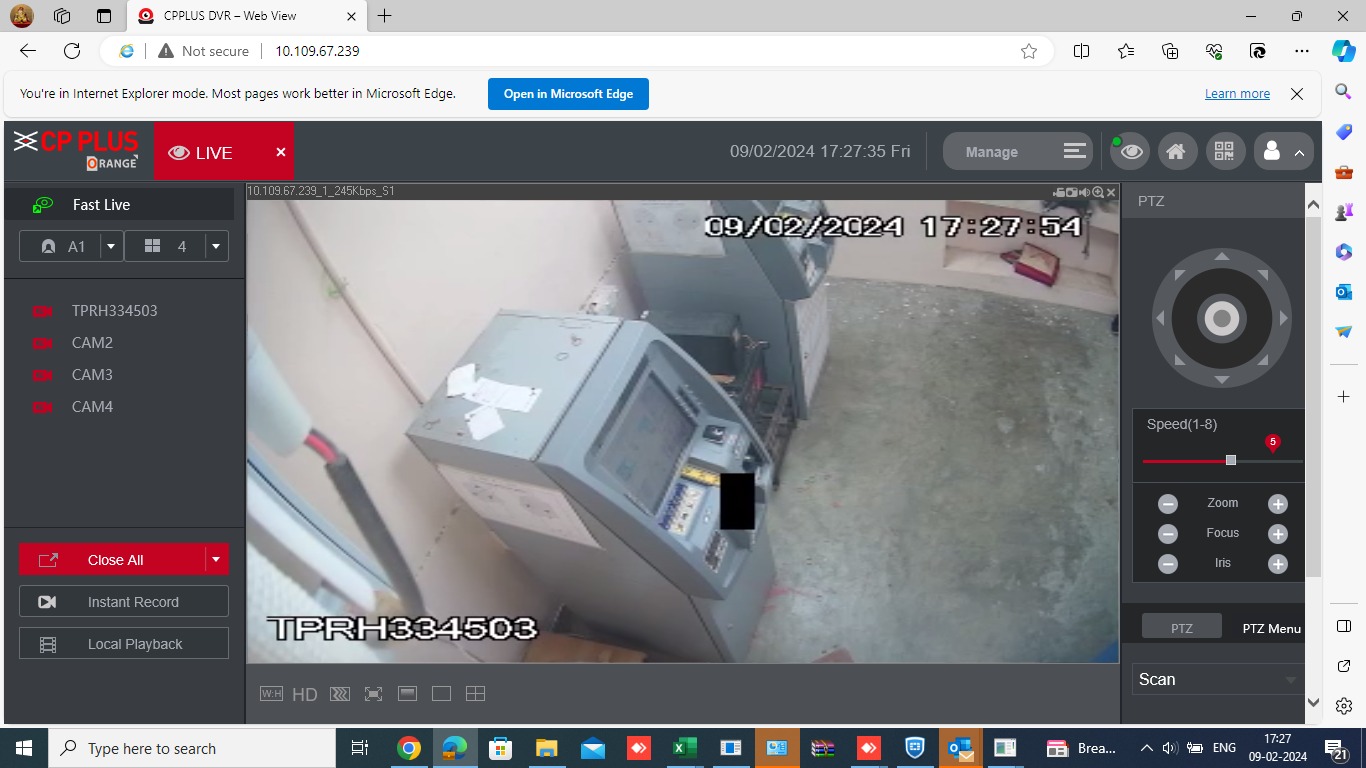 CPPLUS DVR – Web View
Not secure
10.109.67.239
You're in Internet Explorer mode. Most pages work better in Microsoft Edge.
Open in Microsoft Edge
Learn more
CP PLUS
ORANGE
LIVE
09/02/2024 17:27:35 Fri
Manage
Fast Live
10.109.67.239_1_245Kbps_S1
PTZ
09/02/2024 17:27:54
A1
4
TPRH334503
CAM2
CAM3
CAM4
Speed(1-8)
5
Zoom
Focus
Iris
Close All
Instant Record
Local Playback
TPRH334503
PTZ
PTZ Menu
Scan
W:H
HD
Type here to search
Brea...
ENG
17:27
09-02-2024
21